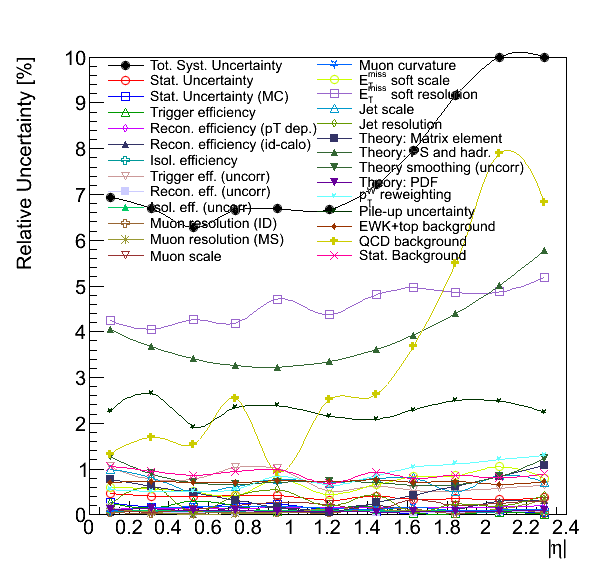 Relative Uncertainty [%]
10
9
8
7
6
5
4
3
2
1
0
Tot. Syst. Uncertainty
Stat. Uncertainty
Stat. Uncertainty (MC)
Trigger efficiency
Recon. efficiency (pT dep.)
Recon. efficiency (id-calo)
Isol. efficiency
Trigger eff. (uncorr)
Recon. eff. (uncorr)
Isol. eff. (uncorr)
Muon resolution (ID)
Muon resolution (MS)
Muon scale
Muon curvature
E_T^miss soft scale
E_T^miss soft resolution
Jet scale
Jet resolution
Theory: Matrix element
Theory: PS and hadr.
Theory smoothing (uncorr)
Theory: PDF
p_T^W reweighting
Pile-up uncertainty
EWK+top background
QCD background
Stat. Background
0 0.2 0.4 0.6 0.8 1 1.2 1.4 1.6 1.8 2 2.2 2.4
|η|